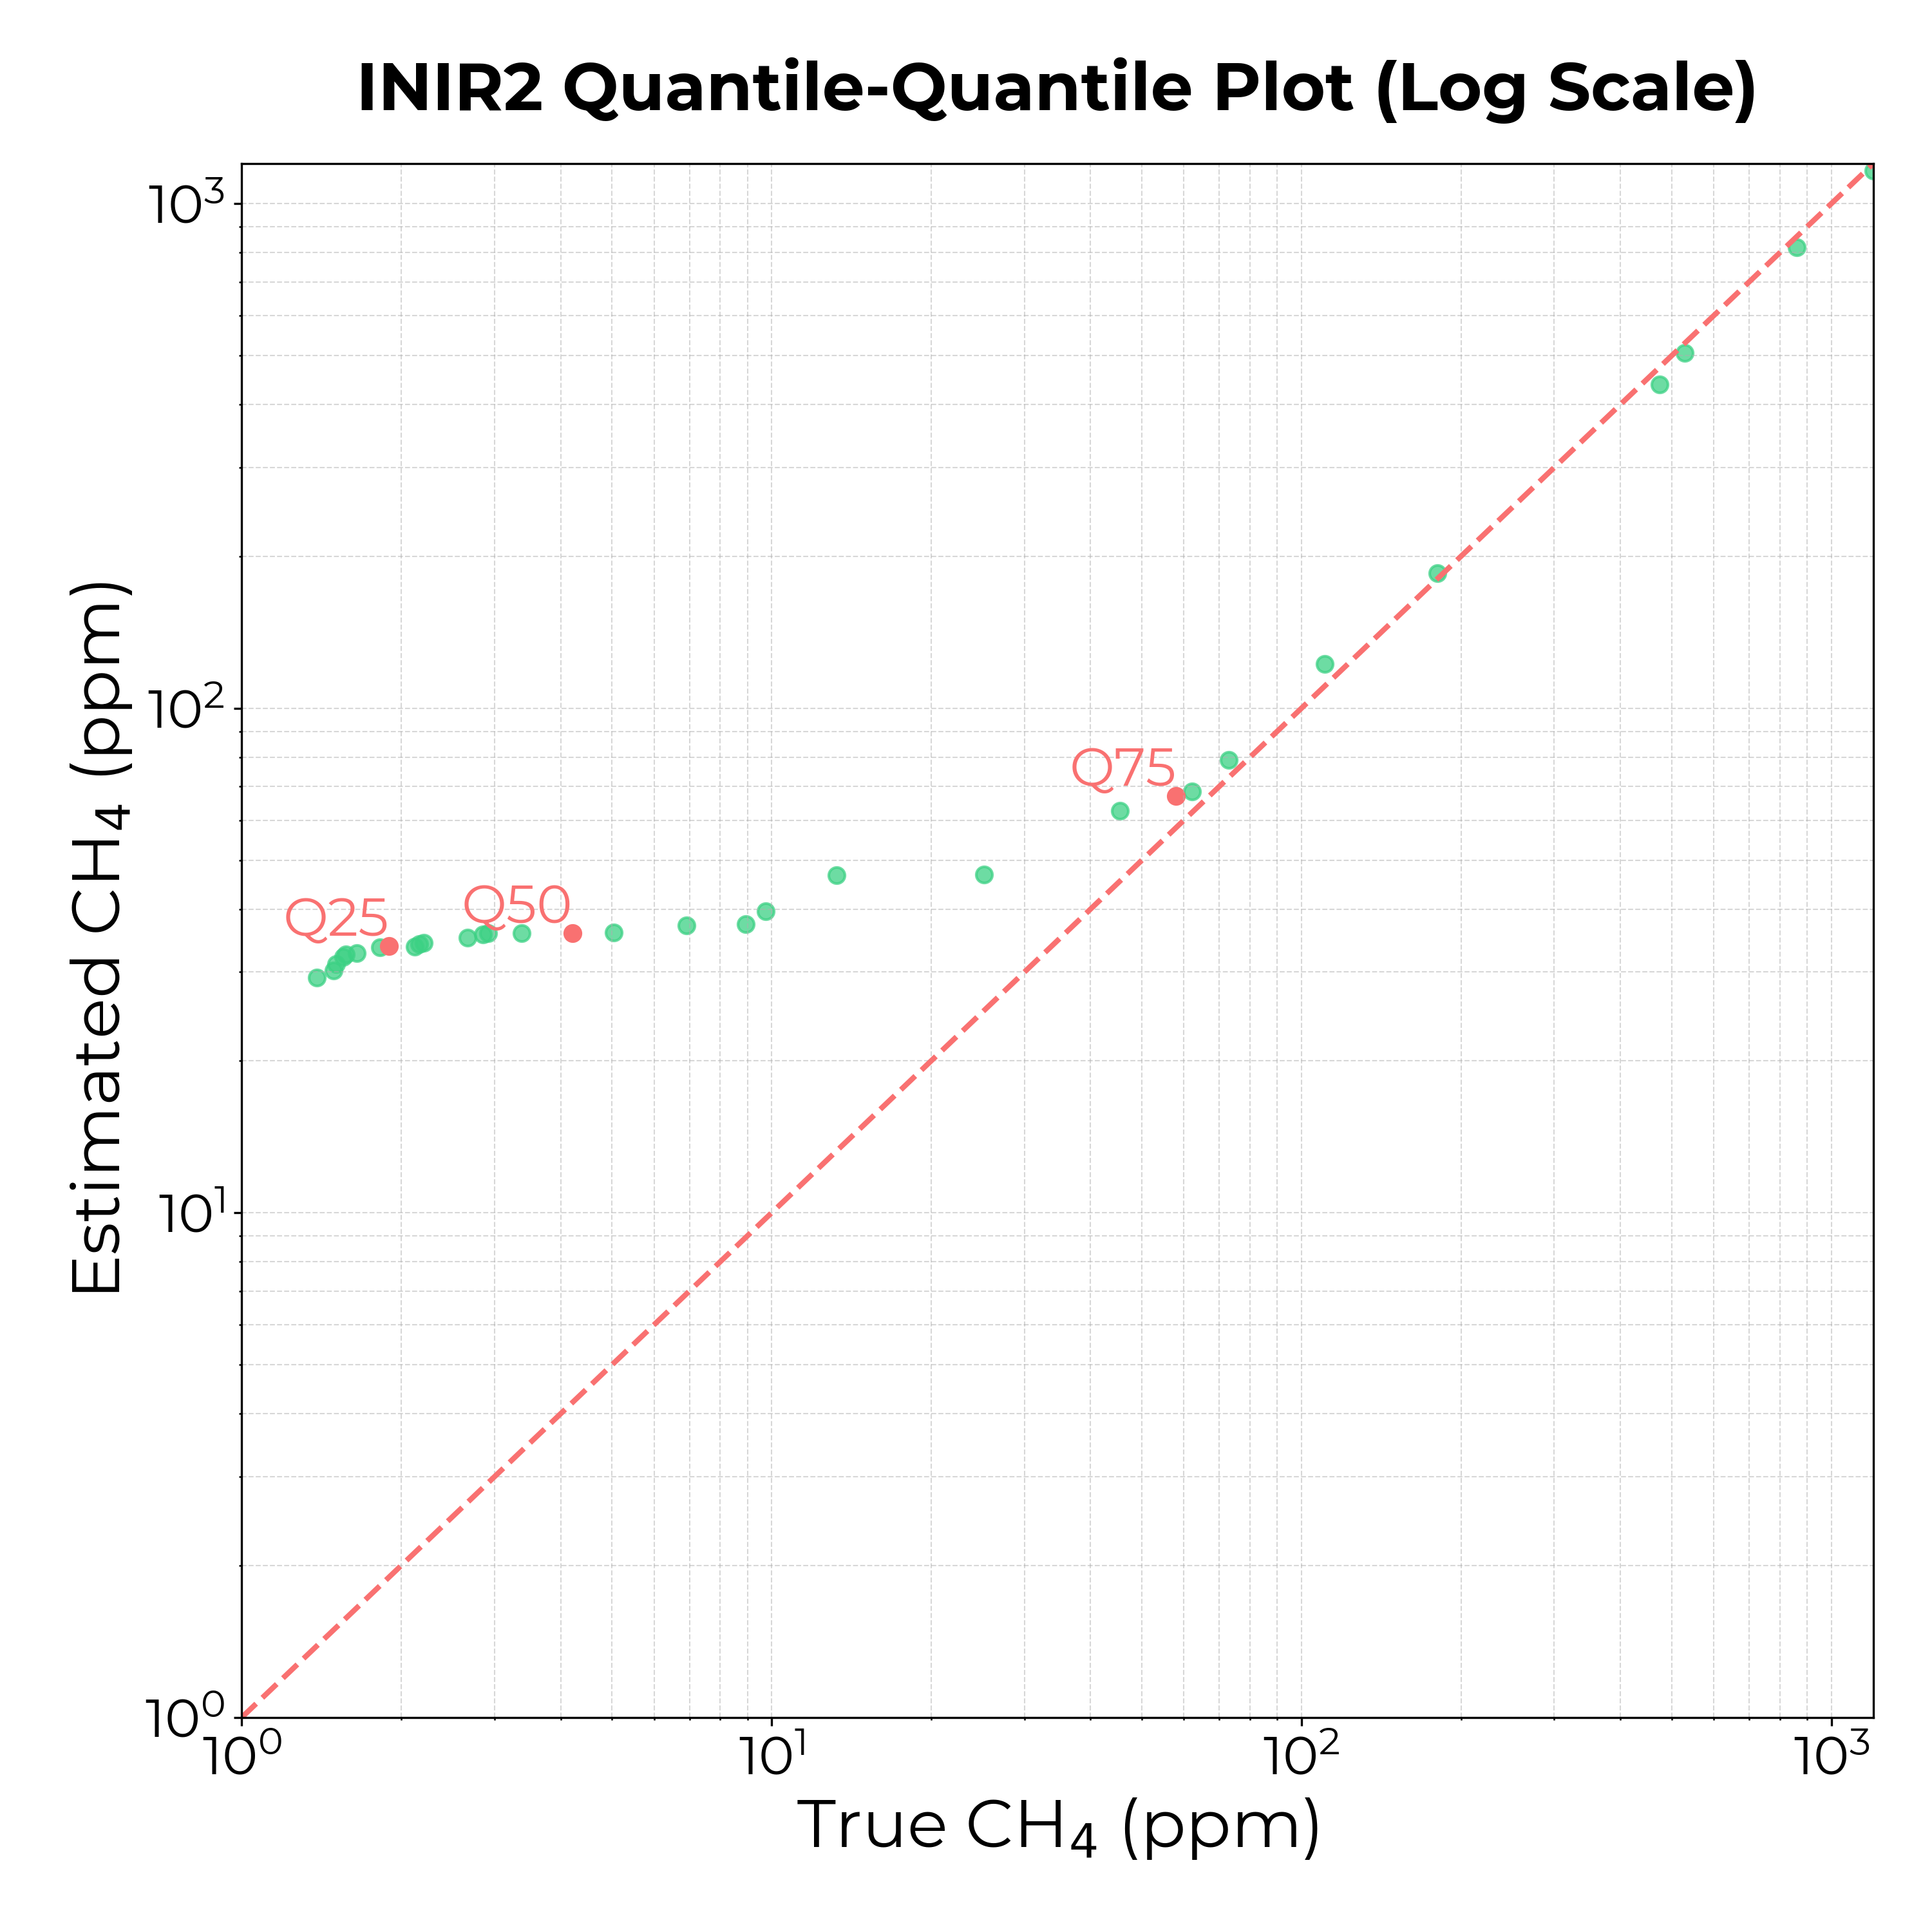 INIR2 Quantile-Quantile Plot (Log Scale)
10³
10²
10¹
10⁰
Estimated CH₄ (ppm)
Q25
Q50
Q75
10⁰
10¹
10²
10³
True CH₄ (ppm)